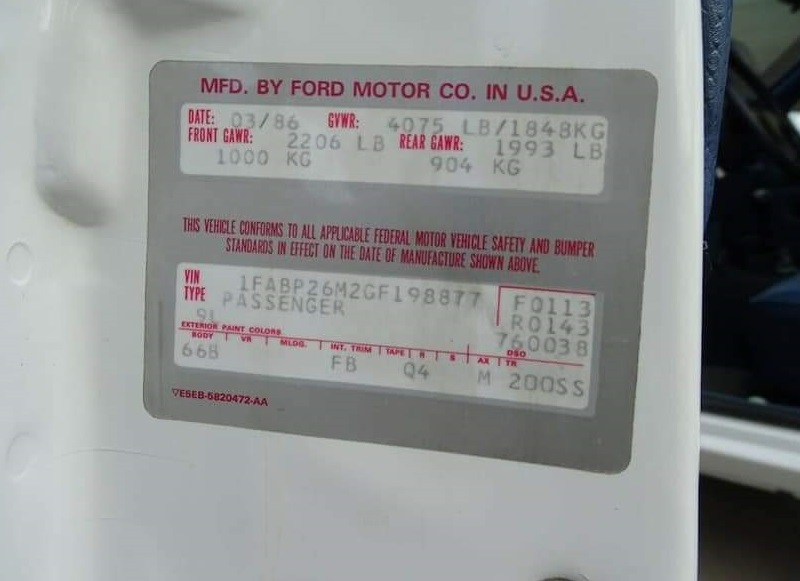 MFD. BY FORD MOTOR CO. IN U.S.A.
DATE: 03/86 GVWR: 4075 LB/1848KG
FRONT GAWR: 2206 LB REAR GAWR: 1993 LB
1000 KG 904 KG
THIS VEHICLE CONFORMS TO ALL APPLICABLE FEDERAL MOTOR VEHICLE SAFETY AND BUMPER
STANDARDS IN EFFECT ON THE DATE OF MANUFACTURE SHOWN ABOVE.
VIN 1FABP26M2GF198877 F0113
TYPE PASSENGER R0143
9L 760038
EXTERIOR PAINT COLORS DSO
BODY VR MLDG. INT. TRIM TAPE R S AX TR
66B FB Q4 M 200SS
▽E5EB-5820472-AA